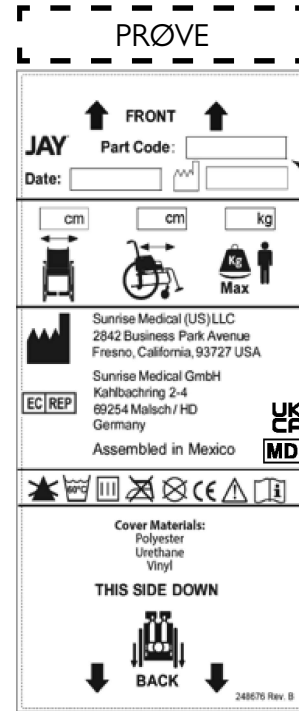 PRØVE
FRONT
JAY Part Code:
Date:
cm cm kg
Kg
Max
Sunrise Medical (US)LLC
2842 Business Park Avenue
Fresno, California, 93727 USA
Sunrise Medical GmbH
Kahlbachring 2-4
EC REP 69254 Malsch / HD
Germany
UK
CA
Assembled in Mexico MD
60°C CE
Cover Materials:
Polyester
Urethane
Vinyl
THIS SIDE DOWN
BACK
248676 Rev. B